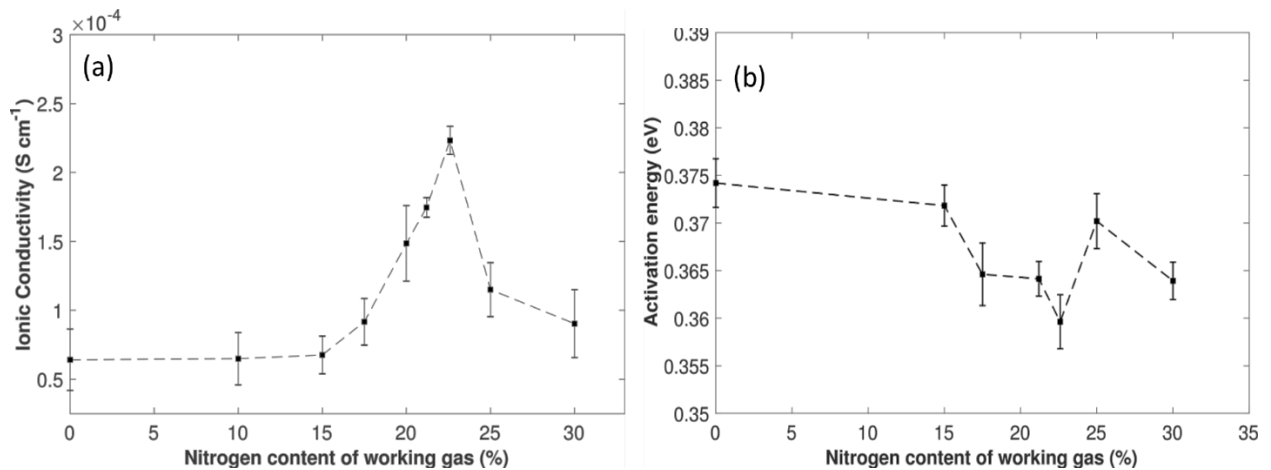 ×10⁻⁴
(a)
Ionic Conductivity (S cm⁻¹)
3
2.5
2
1.5
1
0.5
0 5 10 15 20 25 30
Nitrogen content of working gas (%)
(b)
Activation energy (eV)
0.39
0.385
0.38
0.375
0.37
0.365
0.36
0.355
0.35
0 5 10 15 20 25 30 35
Nitrogen content of working gas (%)